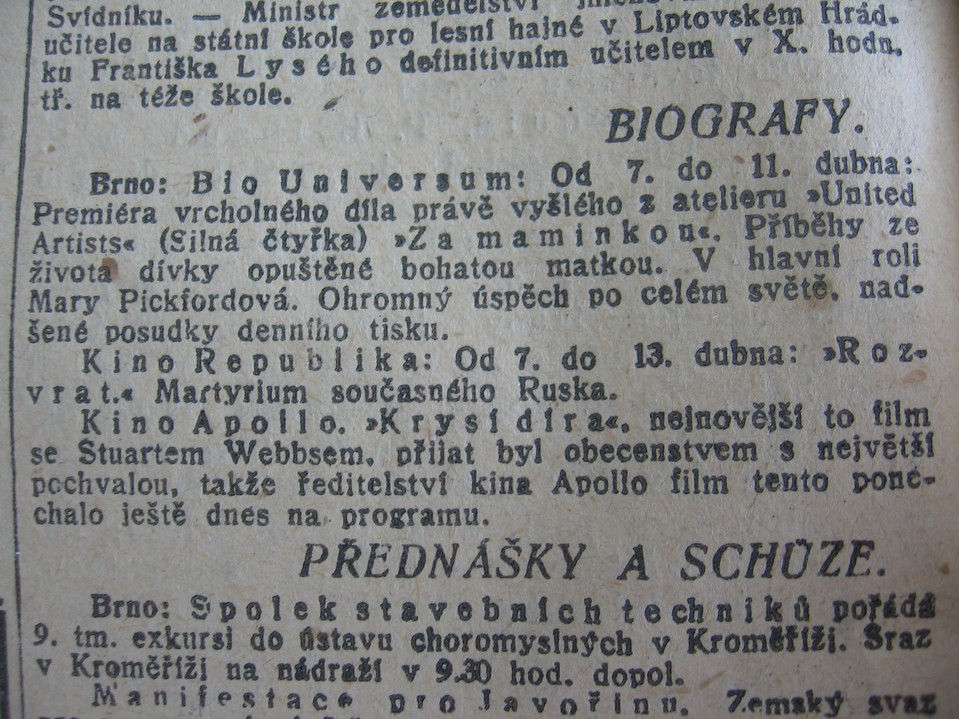 Svídníku. — Ministr zemědělství
učitele na státní škole pro lesní hajné v Liptovském Hrád-
ku Františka Lysého definitivním učitelem v X. hodn.
tř. na téže škole.
BIOGRAFY.
Brno: Bio Universum: Od 7. do 11. dubna:
Premiéra vrcholného díla právě vyšlého z atelieru »United
Artists« (Silná čtyřka) »Za maminkou«. Příběhy ze
života dívky opuštěné bohatou matkou. V hlavní roli
Mary Pickfordová. Ohromný úspěch po celém světě, nad-
šené posudky denního tisku.
Kino Republika: Od 7. do 13. dubna: »Roz-
vrat.« Martyrium současného Ruska.
Kino Apollo. »Krysí díra«, nejnovější to film
se Stuartem Webbsem, přijat byl obecenstvem s největší
pochvalou, takže ředitelství kina Apollo film tento pone-
chalo ještě dnes na programu.
PŘEDNÁŠKY A SCHŮZE.
Brno: Spolek stavebních techniků pořádá
9. tm. exkursi do ústavu choromyslných v Kroměříži. Sraz
v Kroměříži na nádraží v 9.30 hod. dopol.
Manifestace pro Javořinu. Zemský svaz